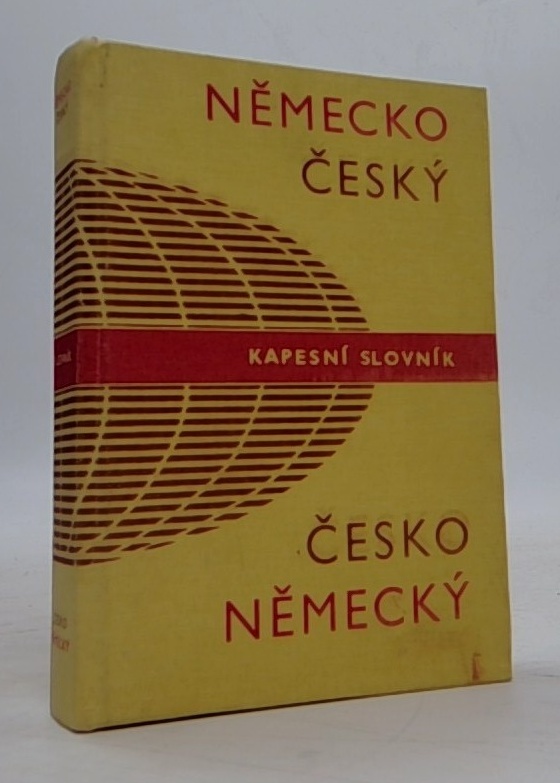 NĚMECKO
ČESKÝ
KAPESNÍ SLOVNÍK
ČESKO
NĚMECKÝ